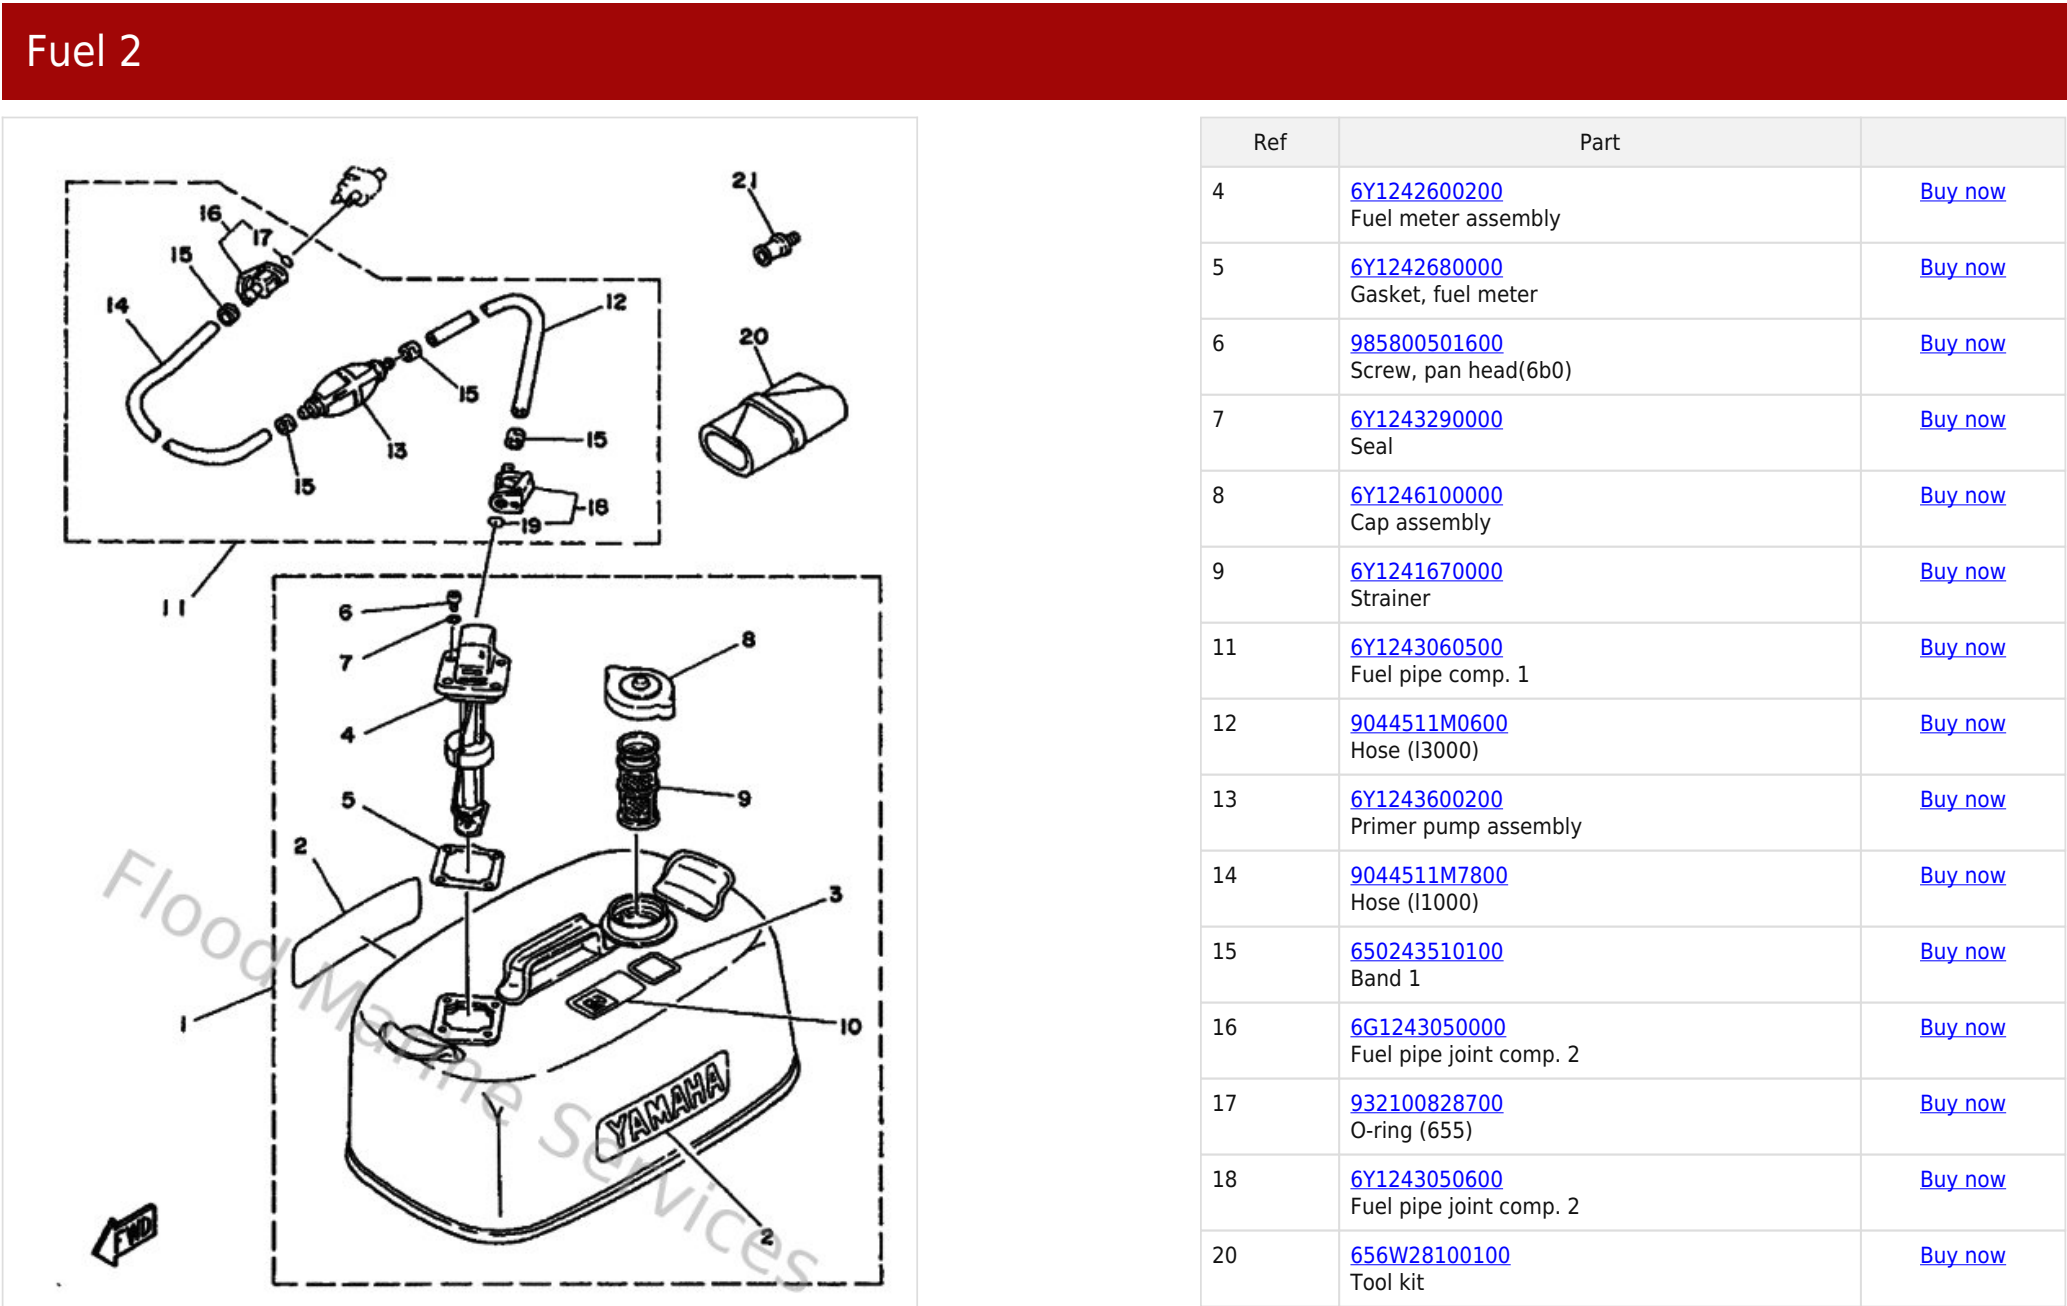 Fuel 2
21
16
17
15
14
12
20
15
13
15
15
18
19
11
6
7
8
4
5
9
2
3
1
10
YAMAHA
2
FWD
Flood Marine Services
Ref Part
4 6Y1242600200 Buy now
Fuel meter assembly
5 6Y1242680000 Buy now
Gasket, fuel meter
6 985800501600 Buy now
Screw, pan head(6b0)
7 6Y1243290000 Buy now
Seal
8 6Y1246100000 Buy now
Cap assembly
9 6Y1241670000 Buy now
Strainer
11 6Y1243060500 Buy now
Fuel pipe comp. 1
12 9044511M0600 Buy now
Hose (l3000)
13 6Y1243600200 Buy now
Primer pump assembly
14 9044511M7800 Buy now
Hose (l1000)
15 650243510100 Buy now
Band 1
16 6G1243050000 Buy now
Fuel pipe joint comp. 2
17 932100828700 Buy now
O-ring (655)
18 6Y1243050600 Buy now
Fuel pipe joint comp. 2
20 656W28100100 Buy now
Tool kit